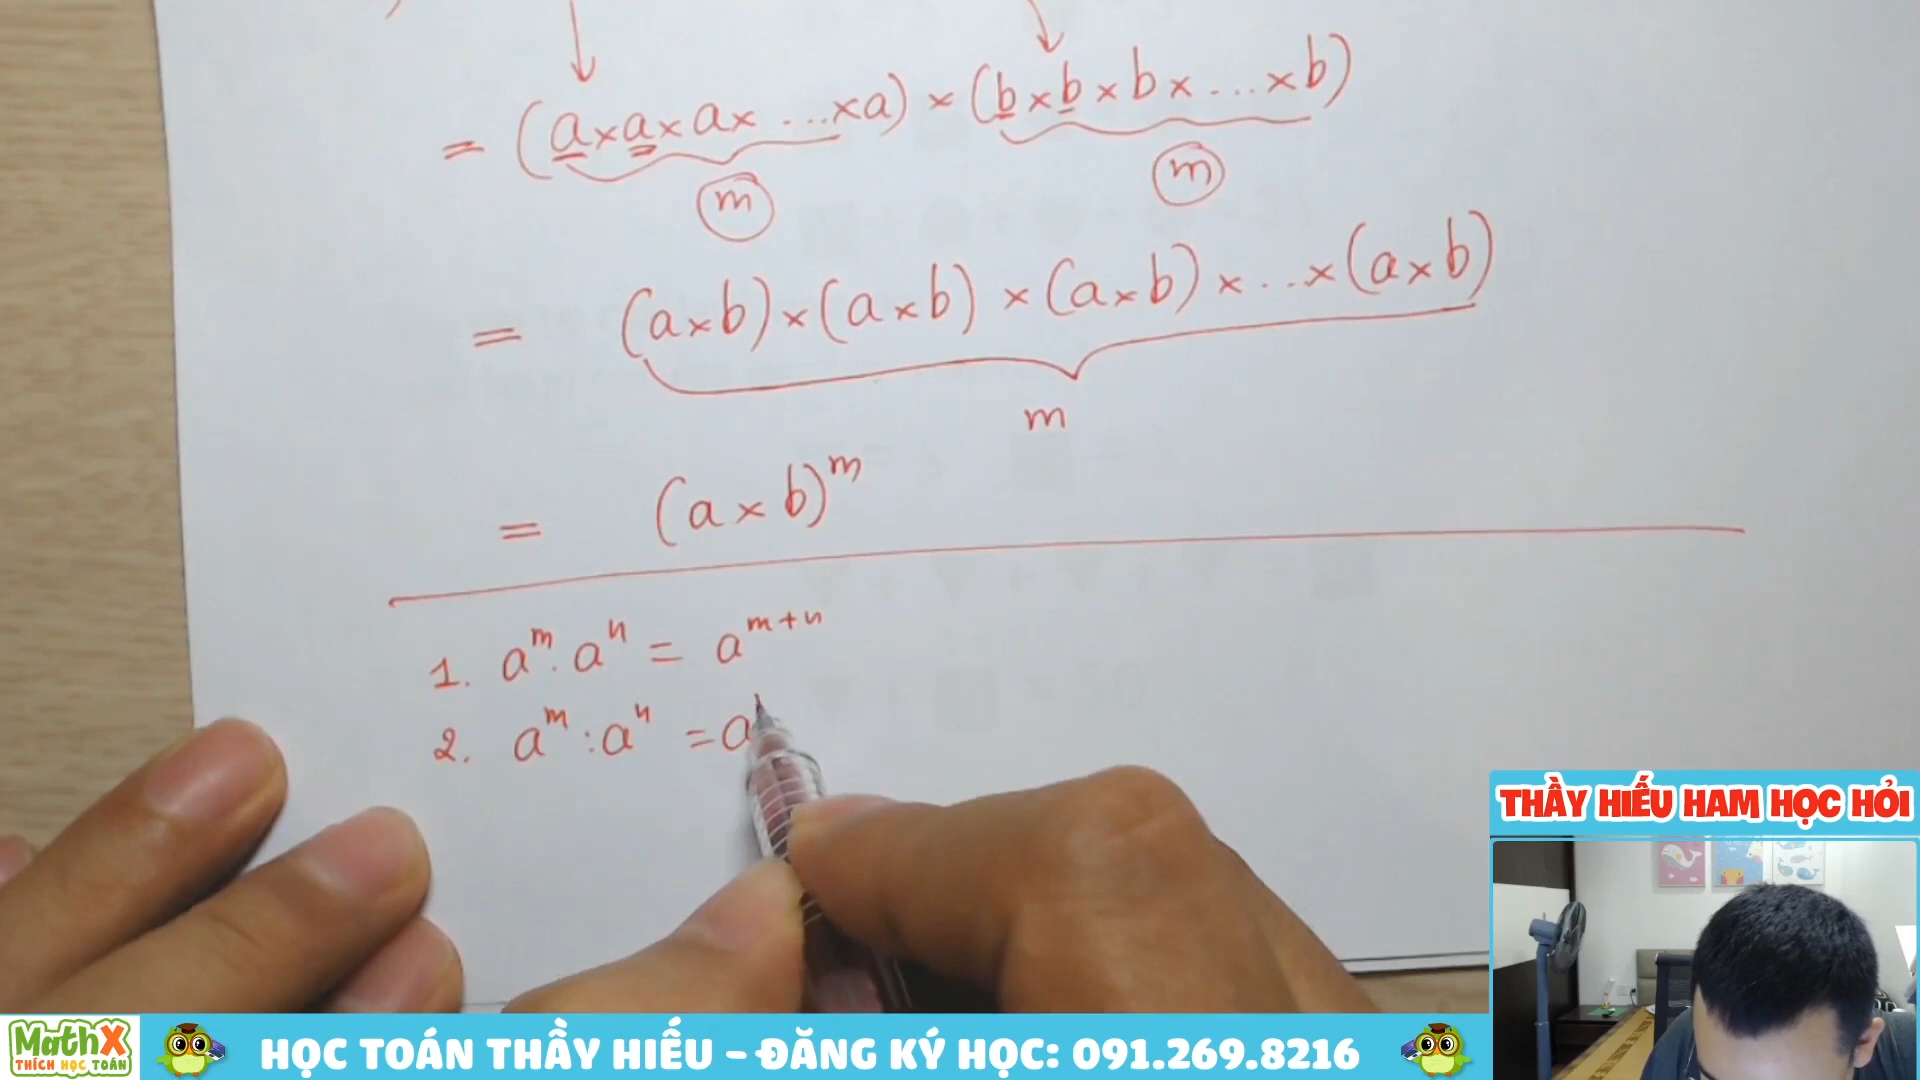 = (a×a×a×...×a) × (b×b×b×...×b)
m m
= (a×b)×(a×b)×(a×b)×...×(a×b)
m
= (a×b)^m
1. a^m . a^n = a^{m+n}
2. a^m : a^n = a
THẦY HIẾU HAM HỌC HỎI
MathX
THÍCH HỌC TOÁN
HỌC TOÁN THẦY HIẾU - ĐĂNG KÝ HỌC: 091.269.8216